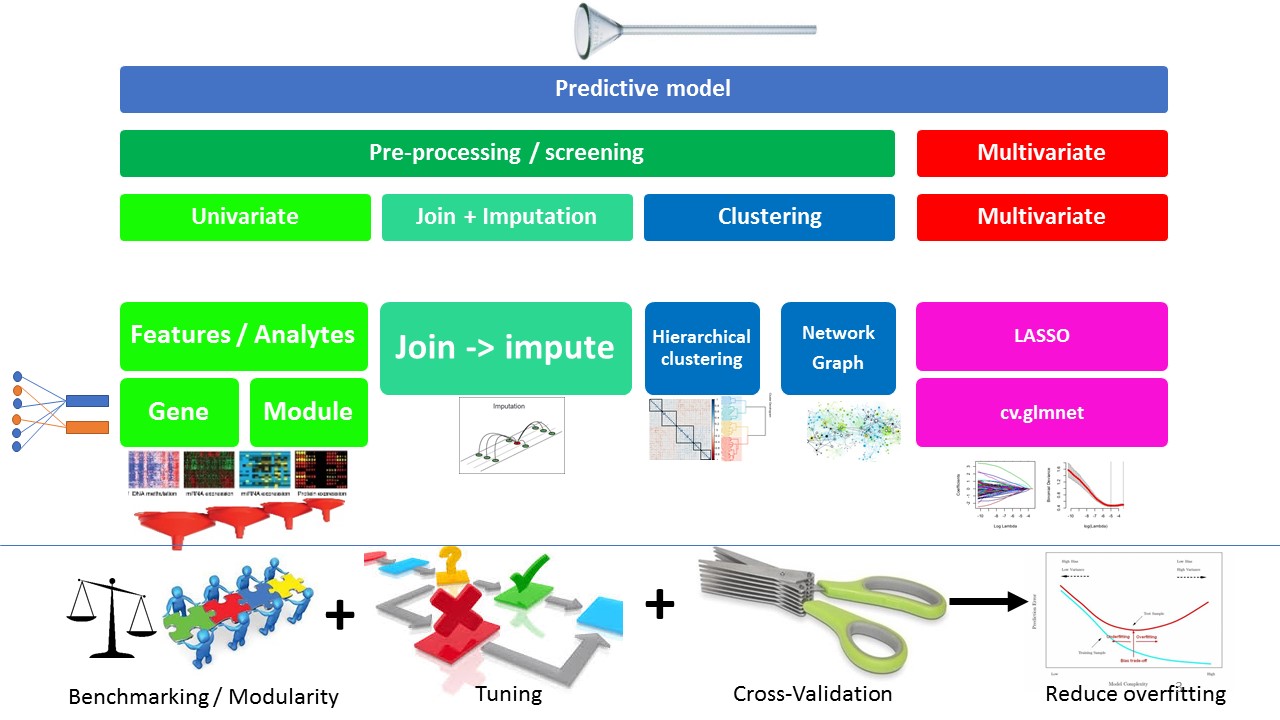 Predictive model
Pre-processing / screening
Multivariate
Univariate
Join + Imputation
Clustering
Multivariate
Features / Analytes
Gene
Module
Join -> impute
Hierarchical
clustering
Network
Graph
LASSO
cv.glmnet
Imputation
DNA methylation
miRNA expression
Protein expression
Coefficients
Log Lambda
Binomial Deviance
log(Lambda)
High Bias
Low Variance
Low Bias
High Variance
Prediction Error
Test Sample
Underfitting
Overfitting
Training Sample
Bias trade-off
Low
Model Complexity
High
+
+
Benchmarking / Modularity
Tuning
Cross-Validation
Reduce overfitting